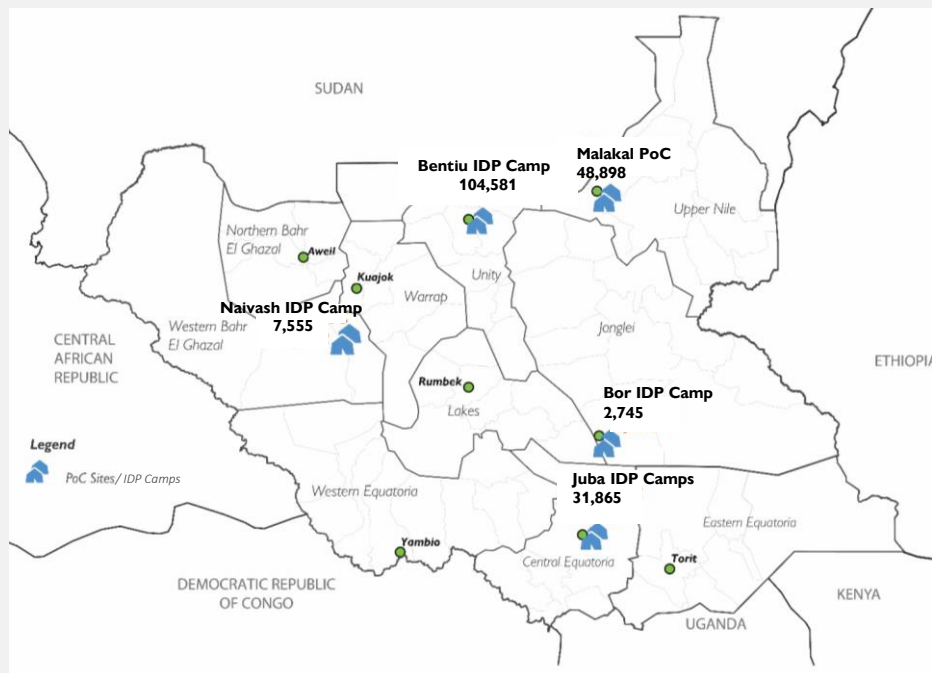 SUDAN
Bentiu IDP Camp
104,581
Malakal PoC
48,898
Upper Nile
Northern Bahr
El Ghazal
Aweil
Kuajok
Unity
Warrap
Naivash IDP Camp
7,555
Western Bahr
El Ghazal
Jonglei
CENTRAL
AFRICAN
REPUBLIC
ETHIOPIA
Rumbek
Lakes
Bor IDP Camp
2,745
Legend
PoC Sites/ IDP Camps
Juba IDP Camps
31,865
Western Equatoria
Eastern Equatoria
Yambio
Central Equatoria
Torit
DEMOCRATIC REPUBLIC
OF CONGO
KENYA
UGANDA